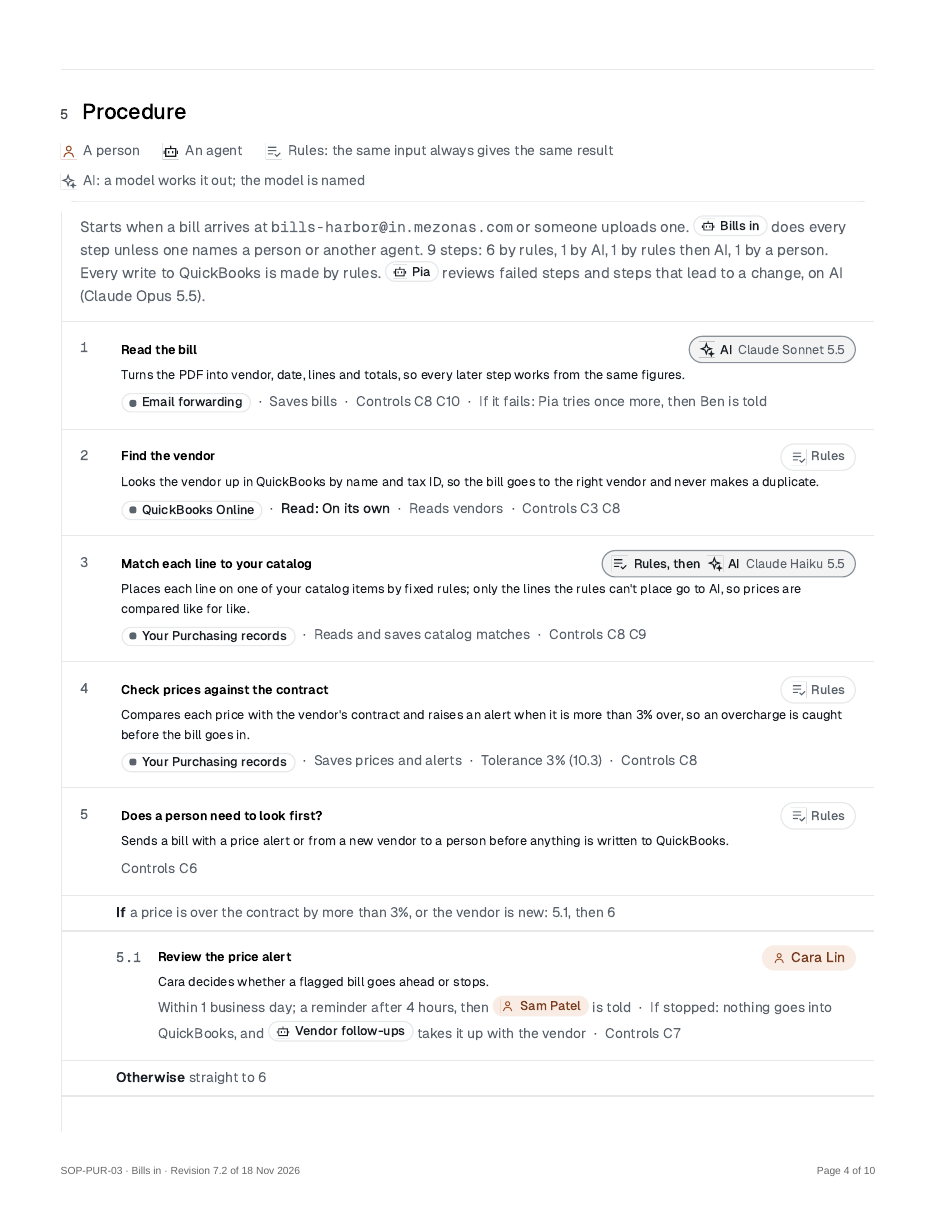 5 Procedure
A person An agent Rules: the same input always gives the same result
AI: a model works it out; the model is named
Starts when a bill arrives at bills-harbor@in.mezonas.com or someone uploads one. Bills in does every
step unless one names a person or another agent. 9 steps: 6 by rules, 1 by AI, 1 by rules then AI, 1 by a person.
Every write to QuickBooks is made by rules. Pia reviews failed steps and steps that lead to a change, on AI
(Claude Opus 5.5).
1 Read the bill AI Claude Sonnet 5.5
Turns the PDF into vendor, date, lines and totals, so every later step works from the same figures.
Email forwarding · Saves bills · Controls C8 C10 · If it fails: Pia tries once more, then Ben is told
2 Find the vendor Rules
Looks the vendor up in QuickBooks by name and tax ID, so the bill goes to the right vendor and never makes a duplicate.
QuickBooks Online · Read: On its own · Reads vendors · Controls C3 C8
3 Match each line to your catalog Rules, then AI Claude Haiku 5.5
Places each line on one of your catalog items by fixed rules; only the lines the rules can't place go to AI, so prices are
compared like for like.
Your Purchasing records · Reads and saves catalog matches · Controls C8 C9
4 Check prices against the contract Rules
Compares each price with the vendor's contract and raises an alert when it is more than 3% over, so an overcharge is caught
before the bill goes in.
Your Purchasing records · Saves prices and alerts · Tolerance 3% (10.3) · Controls C8
5 Does a person need to look first? Rules
Sends a bill with a price alert or from a new vendor to a person before anything is written to QuickBooks.
Controls C6
If a price is over the contract by more than 3%, or the vendor is new: 5.1, then 6
5.1 Review the price alert Cara Lin
Cara decides whether a flagged bill goes ahead or stops.
Within 1 business day; a reminder after 4 hours, then Sam Patel is told · If stopped: nothing goes into
QuickBooks, and Vendor follow-ups takes it up with the vendor · Controls C7
Otherwise straight to 6
SOP-PUR-03 · Bills in · Revision 7.2 of 18 Nov 2026 Page 4 of 10